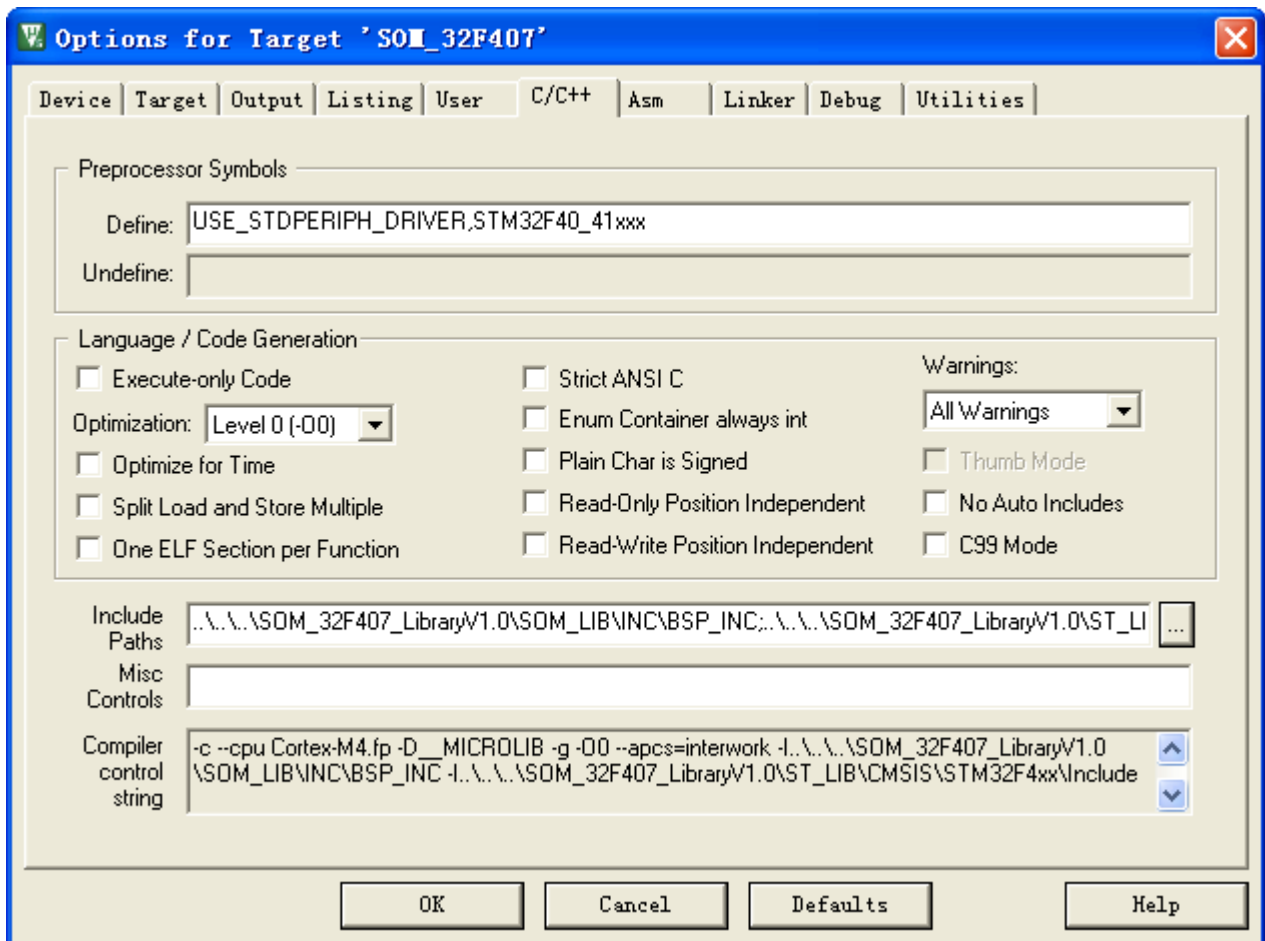 Options for Target 'SOM_32F407'
Device Target Output Listing User C/C++ Asm Linker Debug Utilities
Preprocessor Symbols
Define: USE_STDPERIPH_DRIVER,STM32F40_41xxx
Undefine:
Language / Code Generation
Execute-only Code
Optimization: Level 0 (-O0)
Optimize for Time
Split Load and Store Multiple
One ELF Section per Function
Strict ANSI C
Enum Container always int
Plain Char is Signed
Read-Only Position Independent
Read-Write Position Independent
Warnings:
All Warnings
Thumb Mode
No Auto Includes
C99 Mode
Include
Paths
..\..\..\SOM_32F407_LibraryV1.0\SOM_LIB\INC\BSP_INC;..\..\..\SOM_32F407_LibraryV1.0\ST_LI ...
Misc
Controls
Compiler
control
string
-c --cpu Cortex-M4.fp -D__MICROLIB -g -O0 --apcs=interwork -I..\..\..\SOM_32F407_LibraryV1.0
\SOM_LIB\INC\BSP_INC -I..\..\..\SOM_32F407_LibraryV1.0\ST_LIB\CMSIS\STM32F4xx\Include
OK Cancel Defaults Help